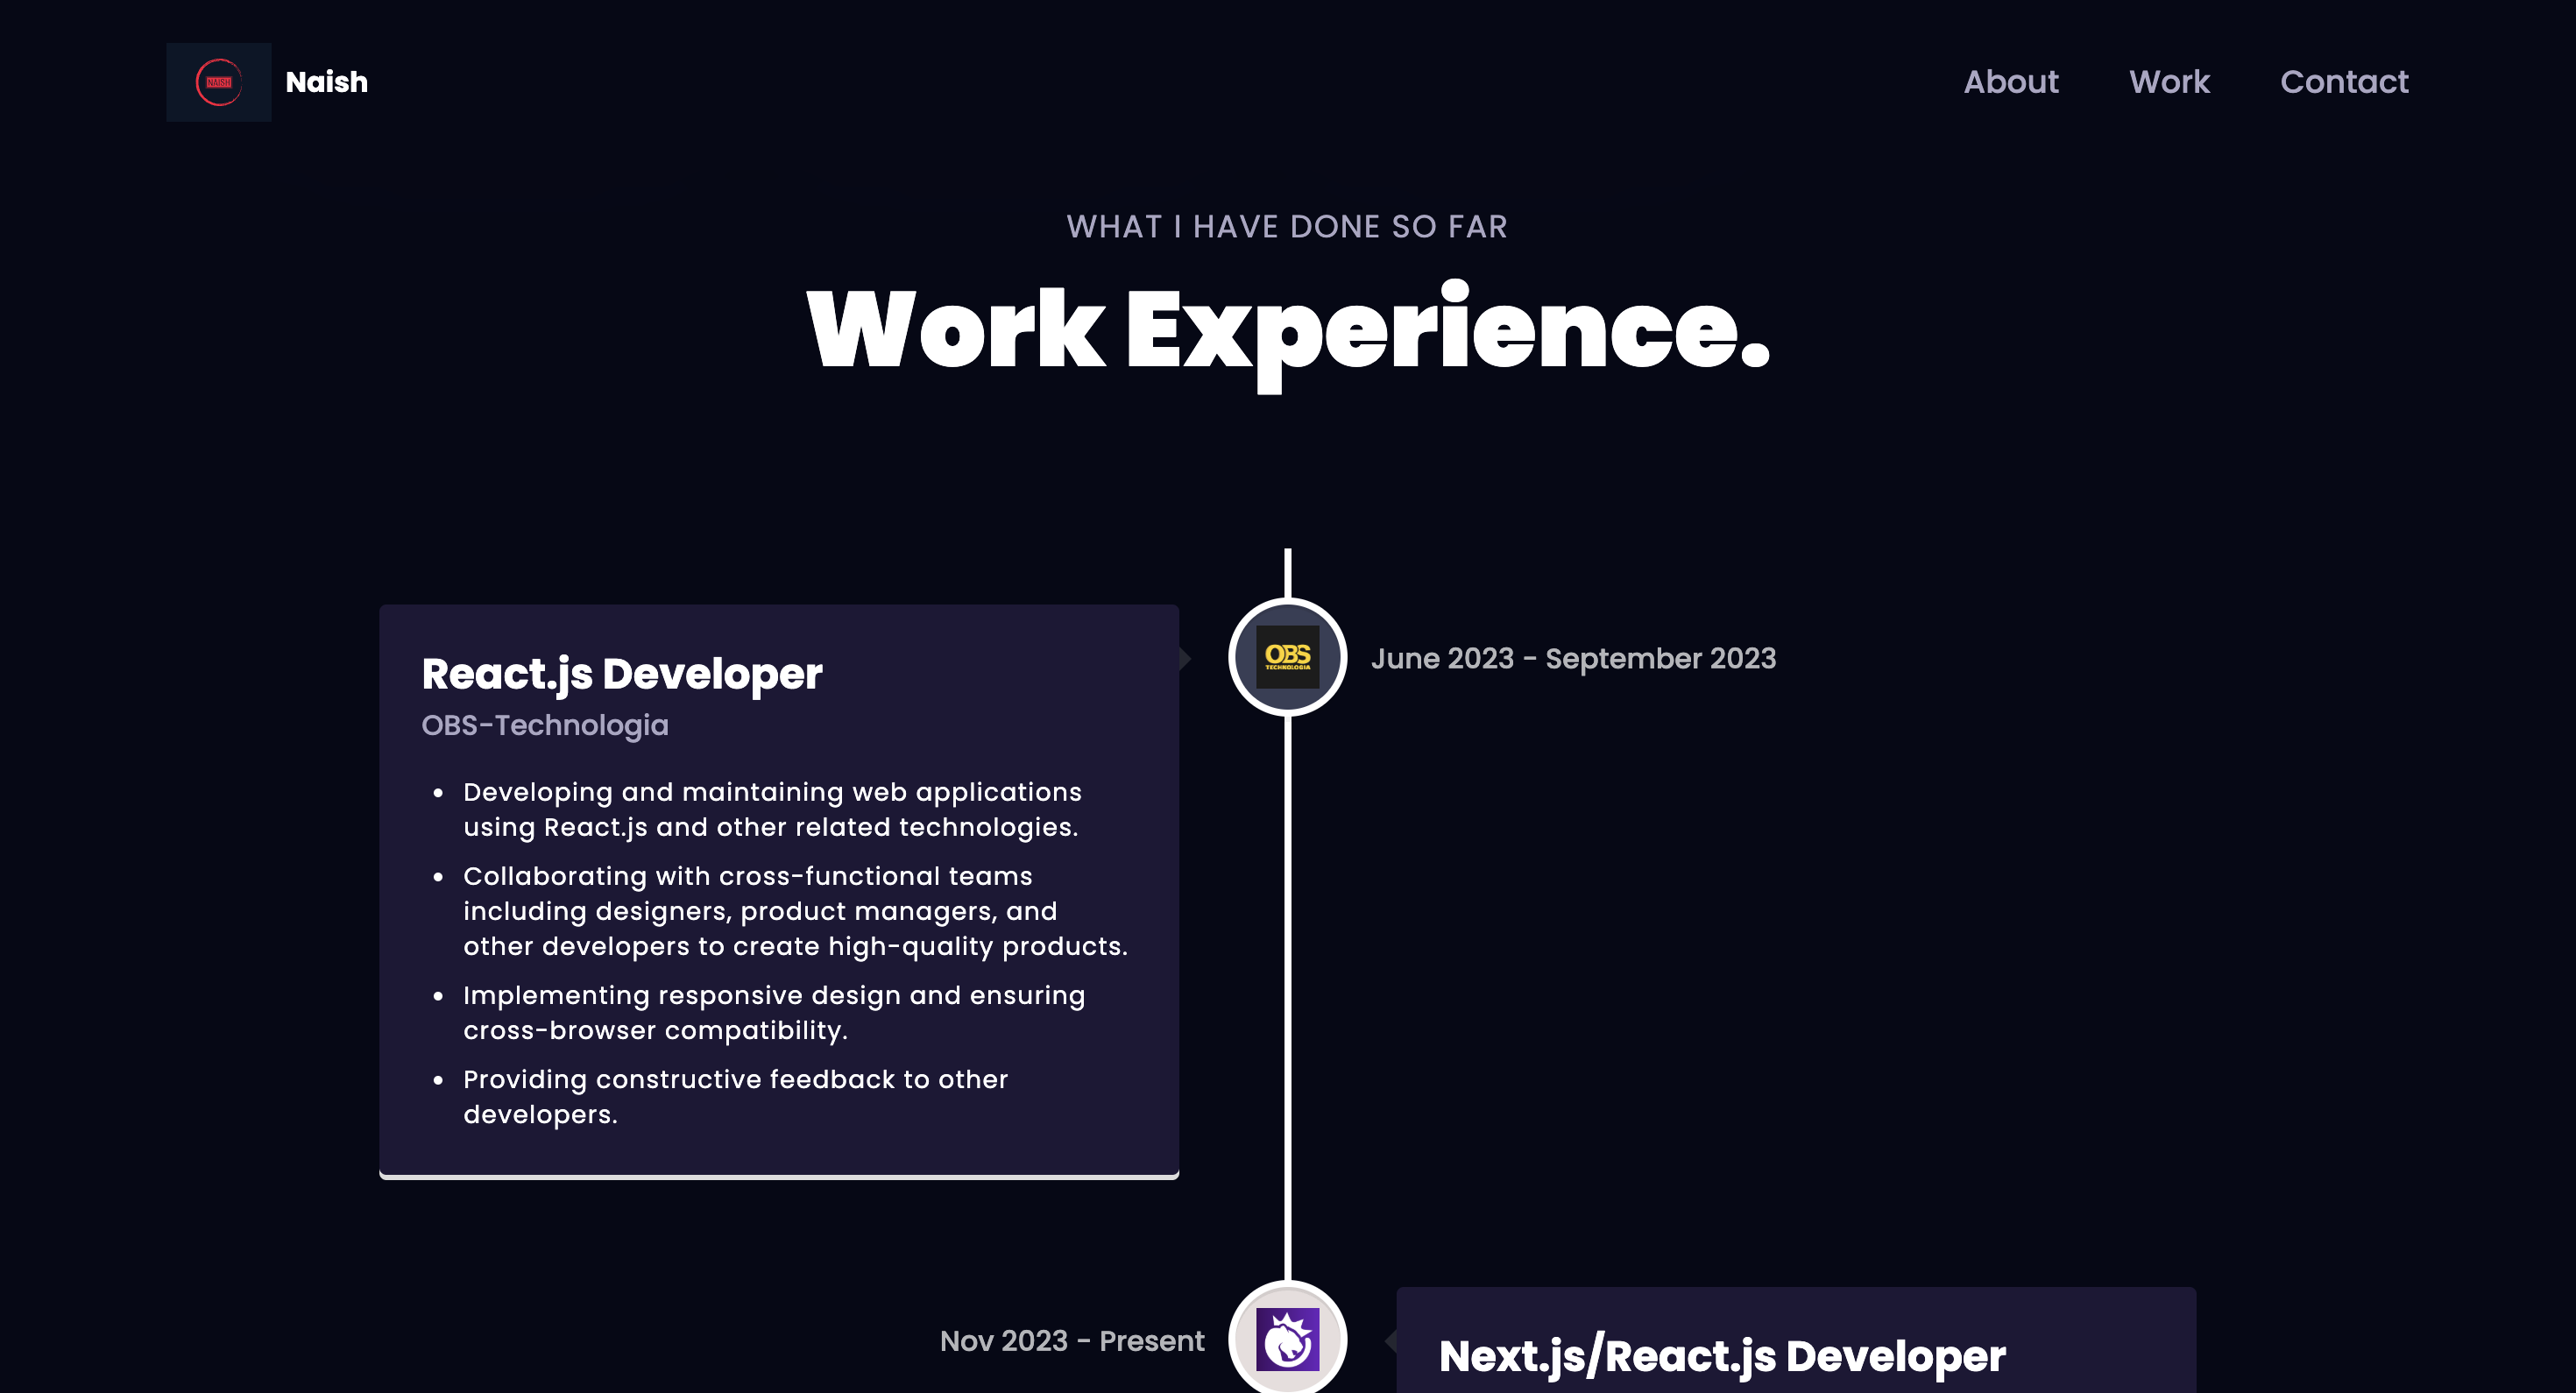 NAISH
Naish
About
Work
Contact
WHAT I HAVE DONE SO FAR
Work Experience.
React.js Developer
OBS-Technologia
• Developing and maintaining web applications
using React.js and other related technologies.
• Collaborating with cross-functional teams
including designers, product managers, and
other developers to create high-quality products.
• Implementing responsive design and ensuring
cross-browser compatibility.
• Providing constructive feedback to other
developers.
OBS
TECHNOLOGIA
June 2023 - September 2023
Nov 2023 - Present
Next.js/React.js Developer